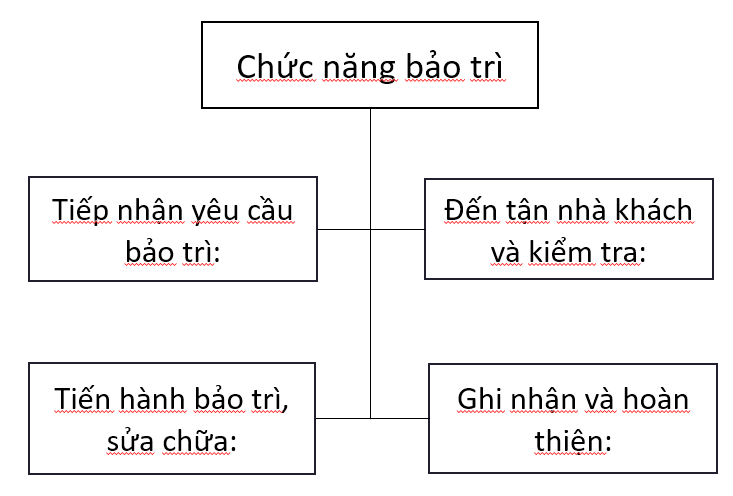 Chức năng bảo trì
Tiếp nhận yêu cầu
bảo trì:
Đến tận nhà khách
và kiểm tra:
Tiến hành bảo trì,
sửa chữa:
Ghi nhận và hoàn
thiện: